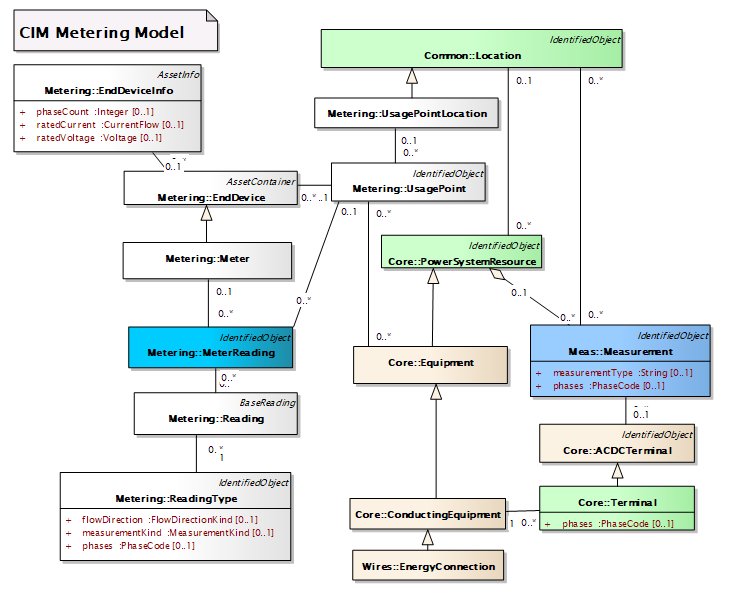 CIM Metering Model
IdentifiedObject
Common::Location
AssetInfo
Metering::EndDeviceInfo
+ phaseCount :Integer [0..1]
+ ratedCurrent :CurrentFlow [0..1]
+ ratedVoltage :Voltage [0..1]
Metering::UsagePointLocation
0..1
0..*
0..1
0..*
0..1
0..*
AssetContainer
Metering::EndDevice
0..*
..1
IdentifiedObject
Metering::UsagePoint
0..1
0..*
0..*
IdentifiedObject
Core::PowerSystemResource
Metering::Meter
0..1
0..*
0..*
0..1
0..*
0..*
IdentifiedObject
Metering::MeterReading
0..*
0..*
IdentifiedObject
Meas::Measurement
+ measurementType :String [0..1]
+ phases :PhaseCode [0..1]
Core::Equipment
0..*
BaseReading
Metering::Reading
0..1
0..*
1
IdentifiedObject
Core::ACDCTerminal
IdentifiedObject
Metering::ReadingType
+ flowDirection :FlowDirectionKind [0..1]
+ measurementKind :MeasurementKind [0..1]
+ phases :PhaseCode [0..1]
Core::ConductingEquipment
1
0..*
Core::Terminal
+ phases :PhaseCode [0..1]
Wires::EnergyConnection